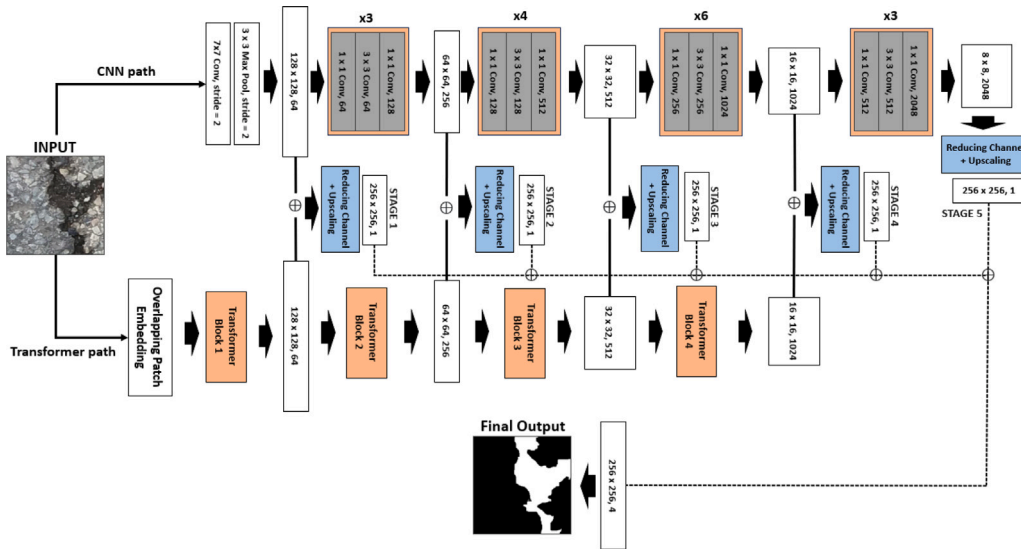 CNN path
7x7 Conv, stride = 2
3 x 3 Max Pool, stride = 2
128 x 128, 64
x3
1 x 1 Conv, 64
3 x 3 Conv, 64
1 x 1 Conv, 128
64 x 64, 256
x4
1 x 1 Conv, 128
3 x 3 Conv, 128
1 x 1 Conv, 512
32 x 32, 512
x6
1 x 1 Conv, 256
3 x 3 Conv, 256
1 x 1 Conv, 1024
16 x 16, 1024
x3
1 x 1 Conv, 512
3 x 3 Conv, 512
1 x 1 Conv, 2048
8 x 8, 2048
Reducing Channel
+ Upscaling
256 x 256, 1
STAGE 5
INPUT
Reducing Channel
+ Upscaling
256 x 256, 1
STAGE 1
Reducing Channel
+ Upscaling
256 x 256, 1
STAGE 2
Reducing Channel
+ Upscaling
256 x 256, 1
STAGE 3
Reducing Channel
+ Upscaling
256 x 256, 1
STAGE 4
Transformer path
Overlapping Patch
Embedding
Transformer
Block 1
128 x 128, 64
Transformer
Block 2
64 x 64, 256
Transformer
Block 3
32 x 32, 512
Transformer
Block 4
16 x 16, 1024
Final Output
256 x 256, 4